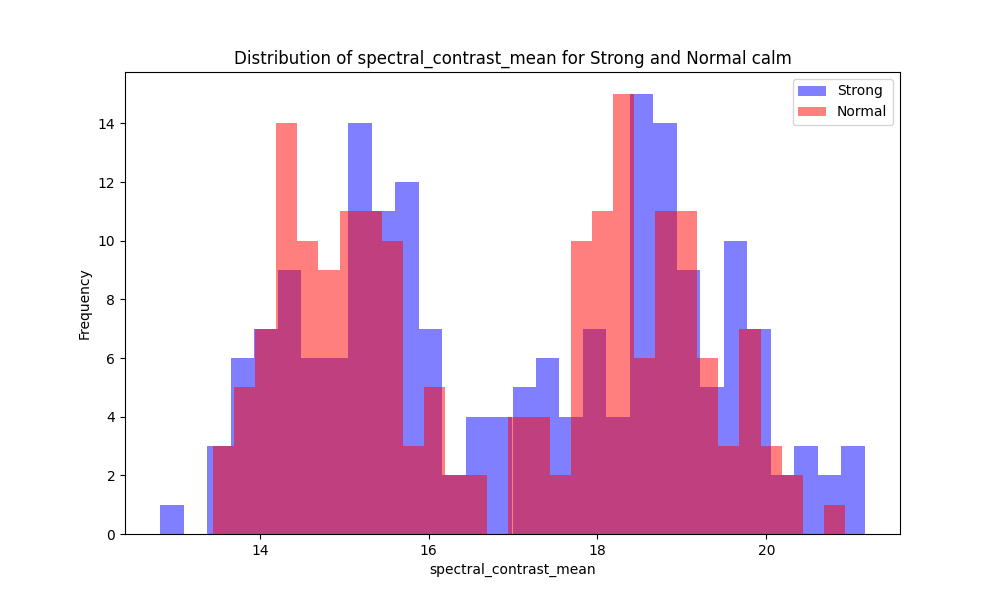 Distribution of spectral_contrast_mean for Strong and Normal calm
Strong
Normal
14
12
10
8
6
4
2
0
Frequency
14 16 18 20
spectral_contrast_mean